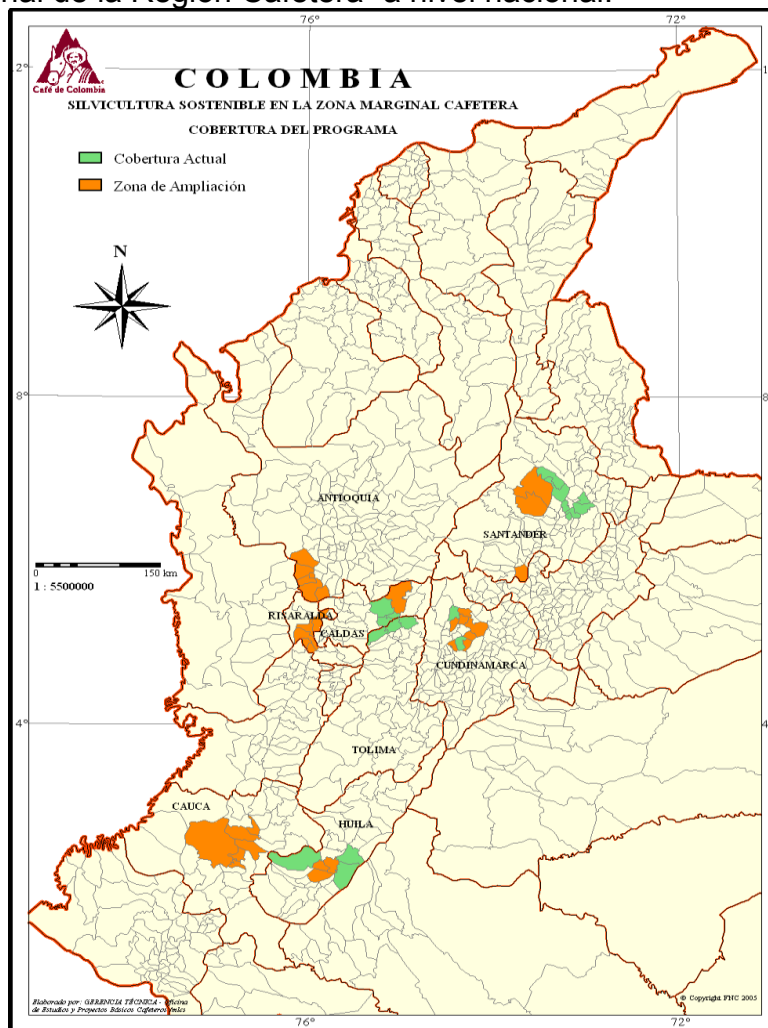 nal de la Región Cafetera” a nivel nacional.
76°
72°
Café de Colombia
2°
1
COLOMBIA
SILVICULTURA SOSTENIBLE EN LA ZONA MARGINAL CAFETERA
COBERTURA DEL PROGRAMA
Cobertura Actual
Zona de Ampliación
N
8°
8
ANTIOQUIA
SANTANDER
0 150 km
1 : 5500000
RISARALDA
CALDAS
CUNDINAMARCA
4°
4
TOLIMA
CAUCA
HUILA
Elaborado por: GERENCIA TÉCNICA - Oficina
de Estudios y Proyectos Básicos Cafeteros
© Copyright FNC 2005
76°
72°